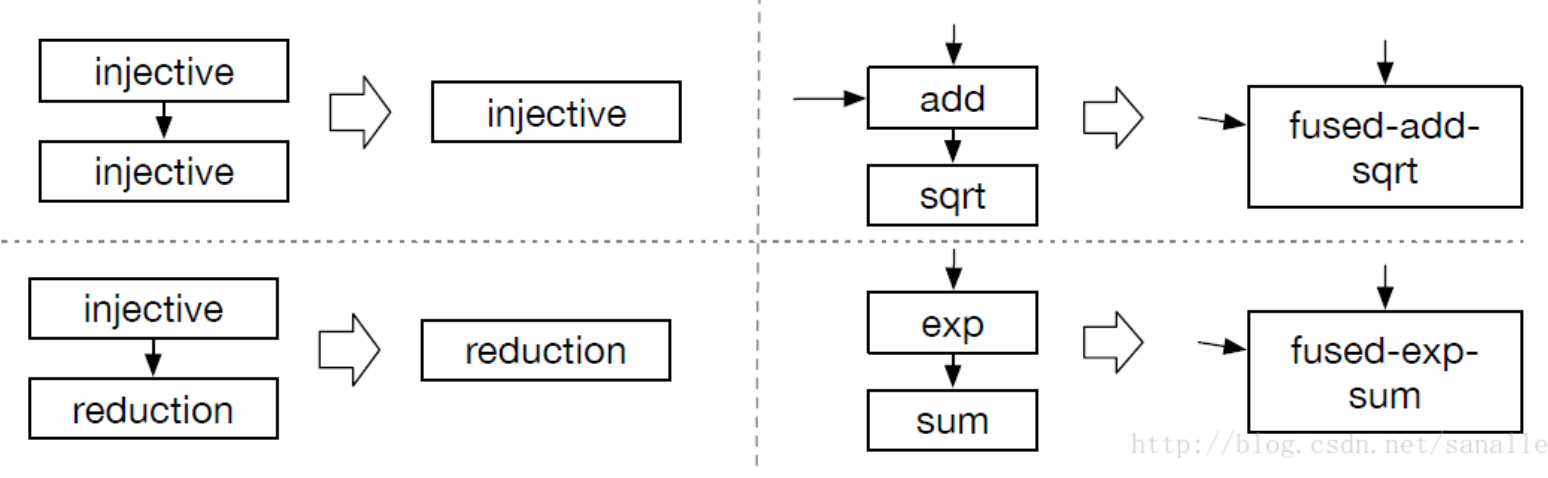 injective
injective
injective
add
sqrt
fused-add-
sqrt
injective
reduction
reduction
exp
sum
fused-exp-
sum
http://blog.csdn.net/sanalle